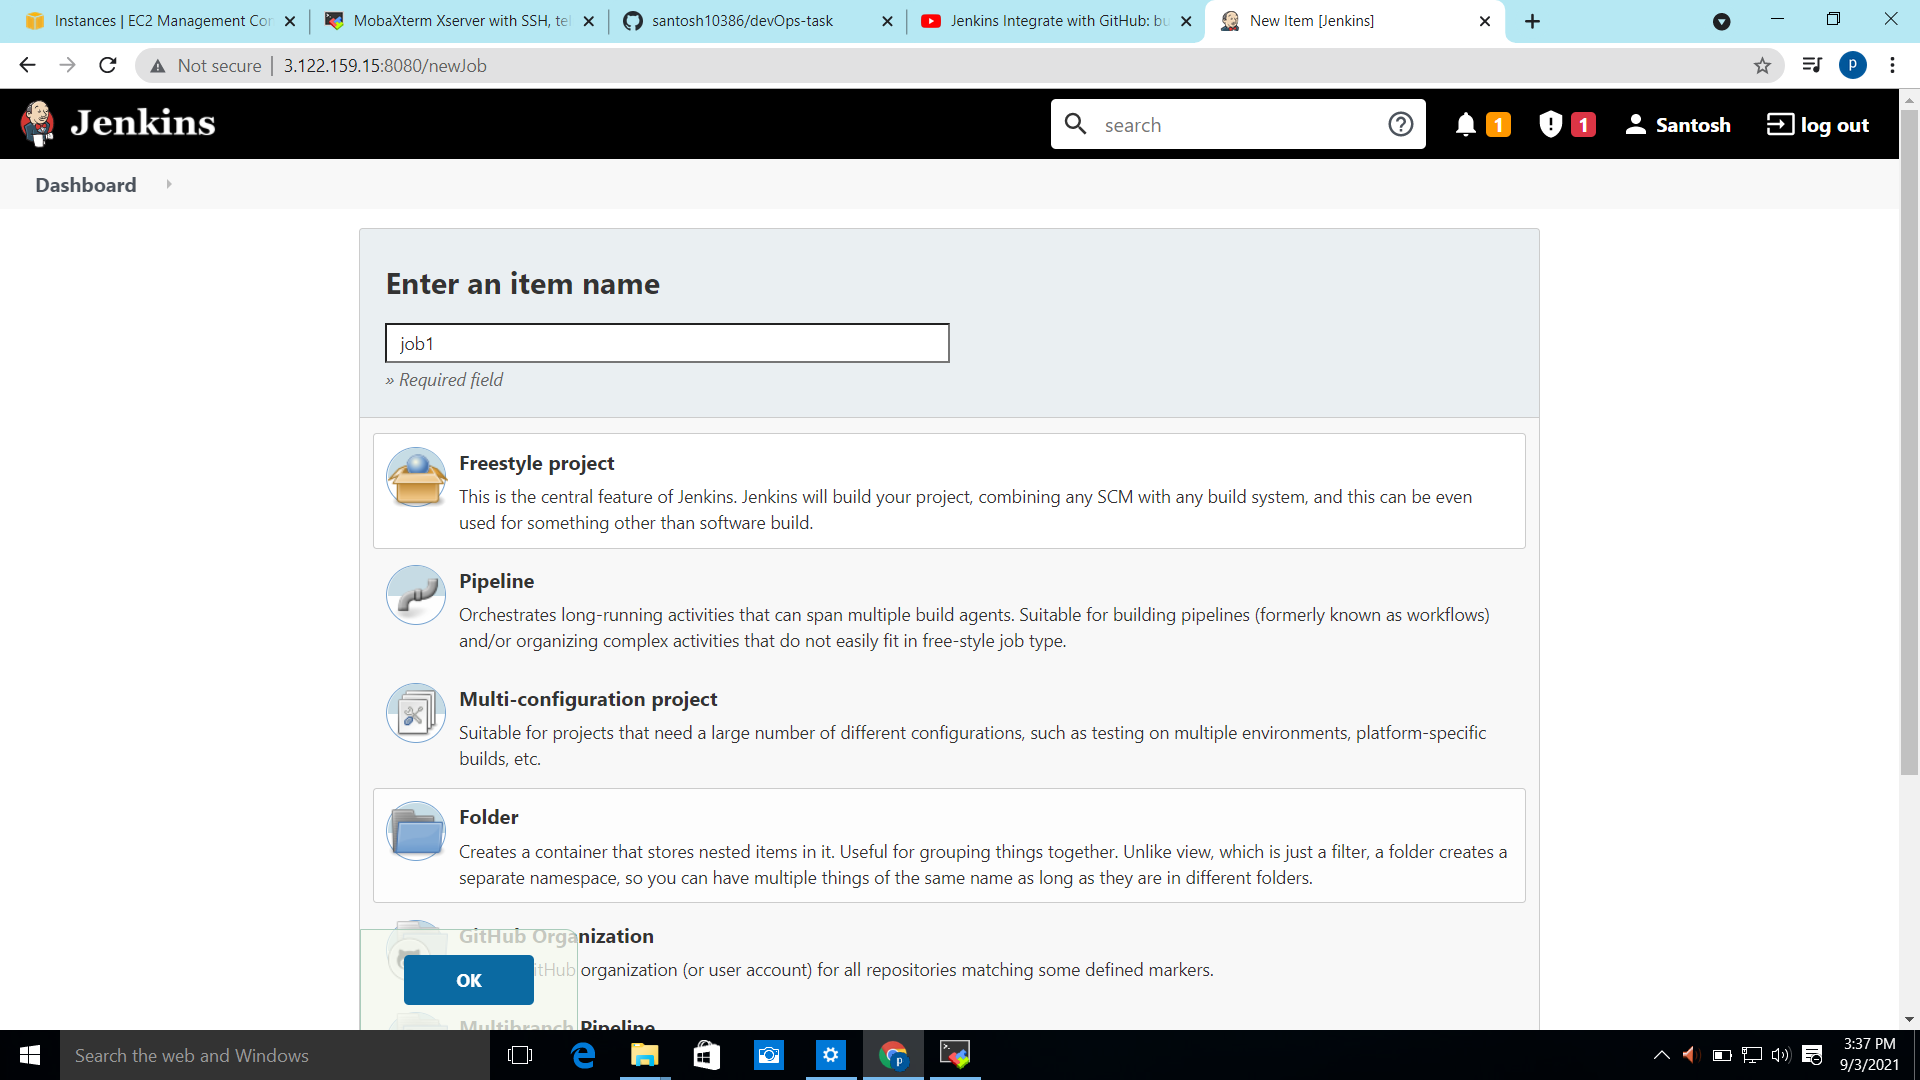 Instances | EC2 Management Con
MobaXterm Xserver with SSH, tel
santosh10386/devOps-task
Jenkins Integrate with GitHub: bu
New Item [Jenkins]
Not secure
3.122.159.15:8080/newJob
p
Jenkins
search
1
1
Santosh
log out
Dashboard
Enter an item name
job1
» Required field
Freestyle project
This is the central feature of Jenkins. Jenkins will build your project, combining any SCM with any build system, and this can be even
used for something other than software build.
Pipeline
Orchestrates long-running activities that can span multiple build agents. Suitable for building pipelines (formerly known as workflows)
and/or organizing complex activities that do not easily fit in free-style job type.
Multi-configuration project
Suitable for projects that need a large number of different configurations, such as testing on multiple environments, platform-specific
builds, etc.
Folder
Creates a container that stores nested items in it. Useful for grouping things together. Unlike view, which is just a filter, a folder creates a
separate namespace, so you can have multiple things of the same name as long as they are in different folders.
GitHub Organization
GitHub organization (or user account) for all repositories matching some defined markers.
OK
Multibranch Pipeline
Search the web and Windows
3:37 PM
9/3/2021